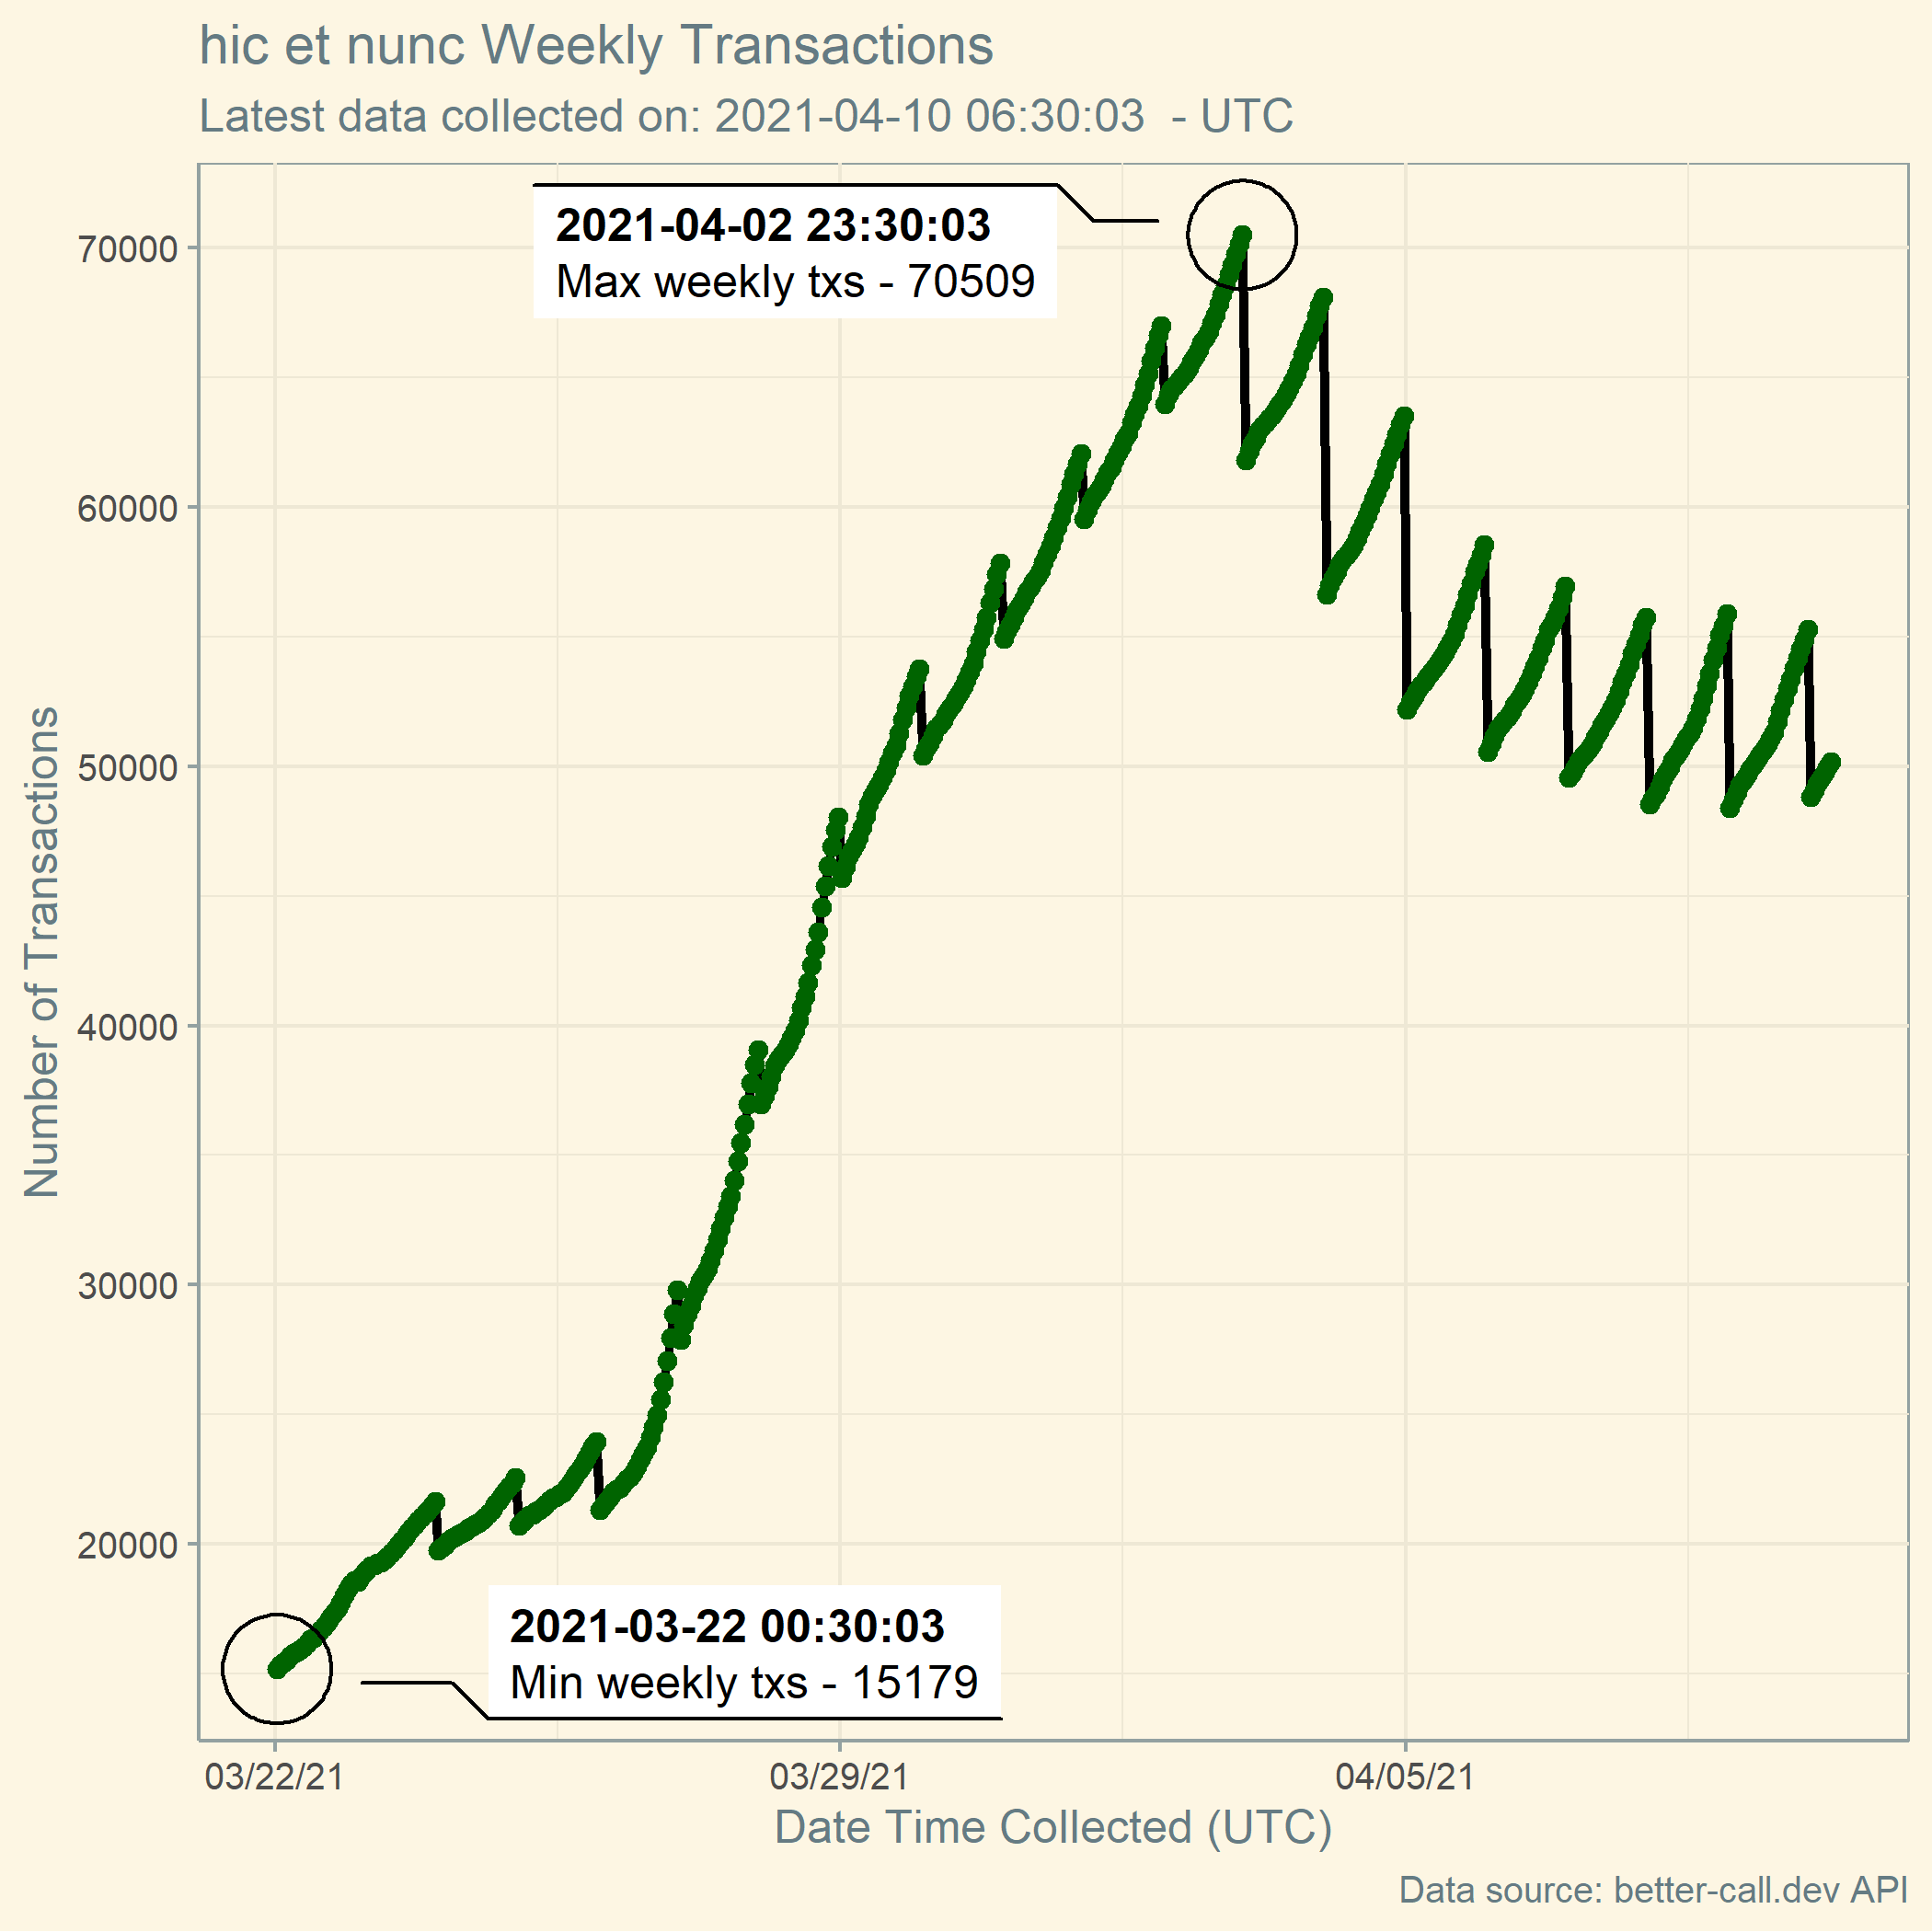 hic et nunc Weekly Transactions
Latest data collected on: 2021-04-10 06:30:03  - UTC
2021-04-02 23:30:03
Max weekly txs - 70509
70000
60000
50000
40000
30000
20000
Number of Transactions
2021-03-22 00:30:03
Min weekly txs - 15179
03/22/21
03/29/21
04/05/21
Date Time Collected (UTC)
Data source: better-call.dev API